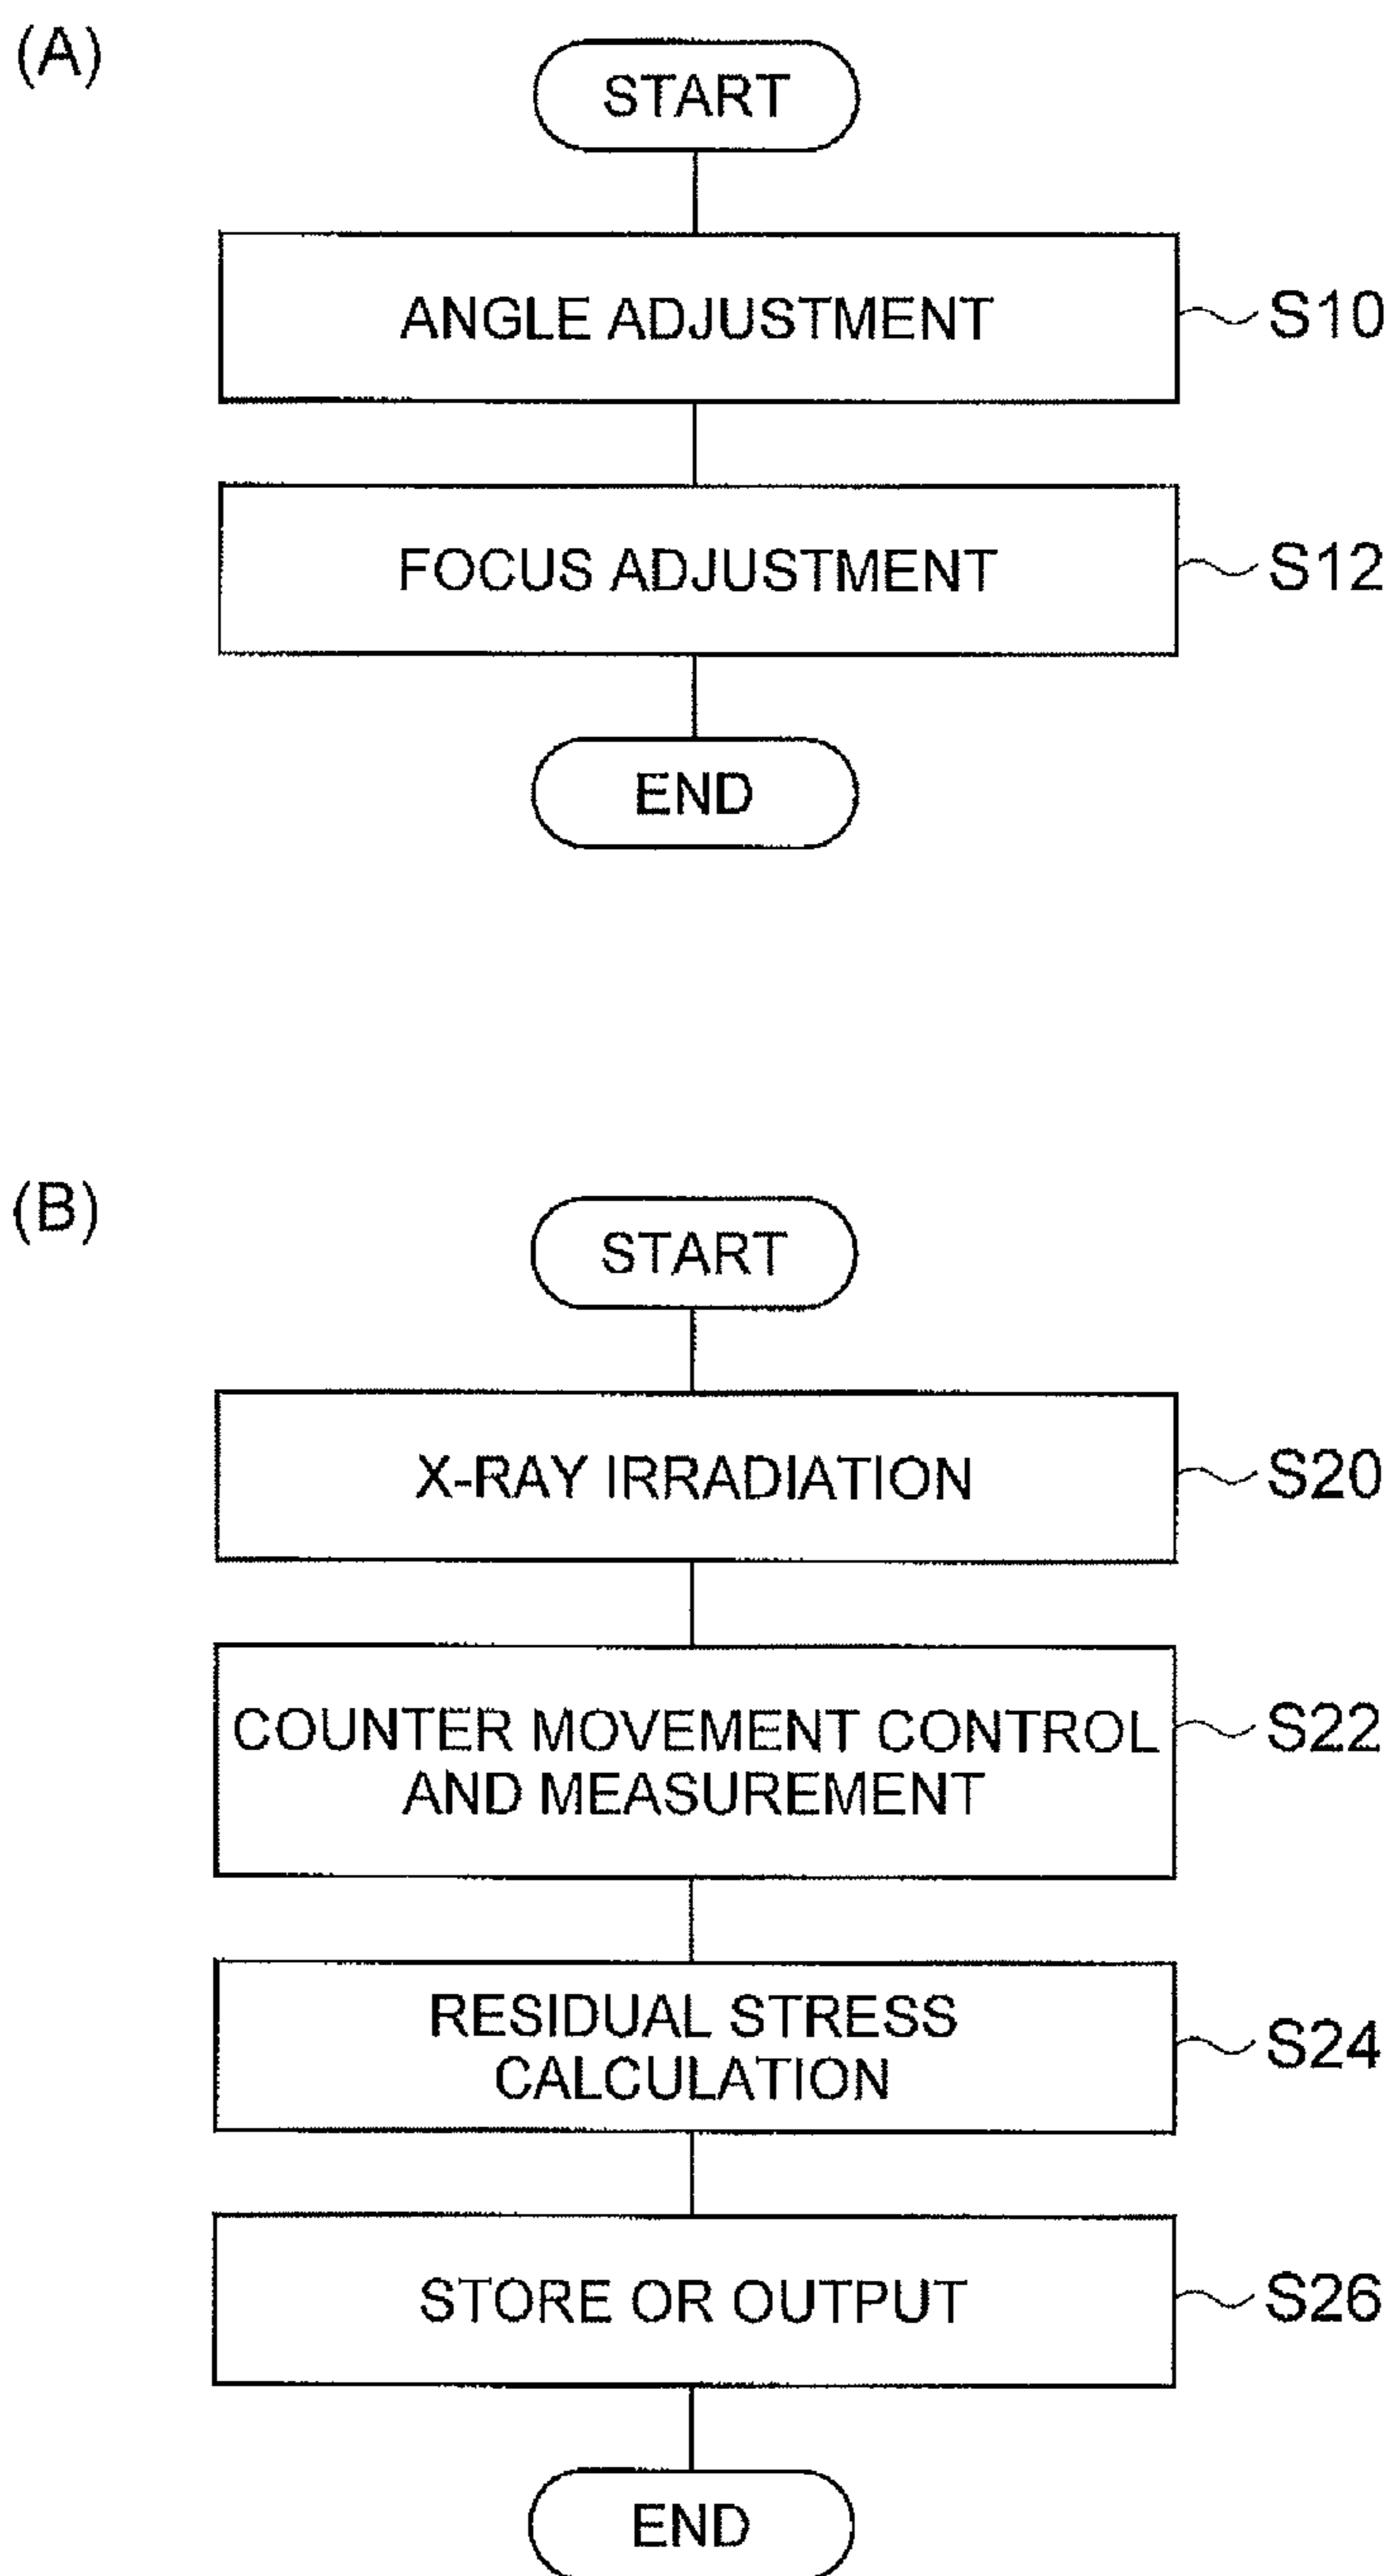 (A)
START
ANGLE ADJUSTMENT
S10
FOCUS ADJUSTMENT
S12
END
(B)
START
X-RAY IRRADIATION
S20
COUNTER MOVEMENT CONTROL
AND MEASUREMENT
S22
RESIDUAL STRESS
CALCULATION
S24
STORE OR OUTPUT
S26
END